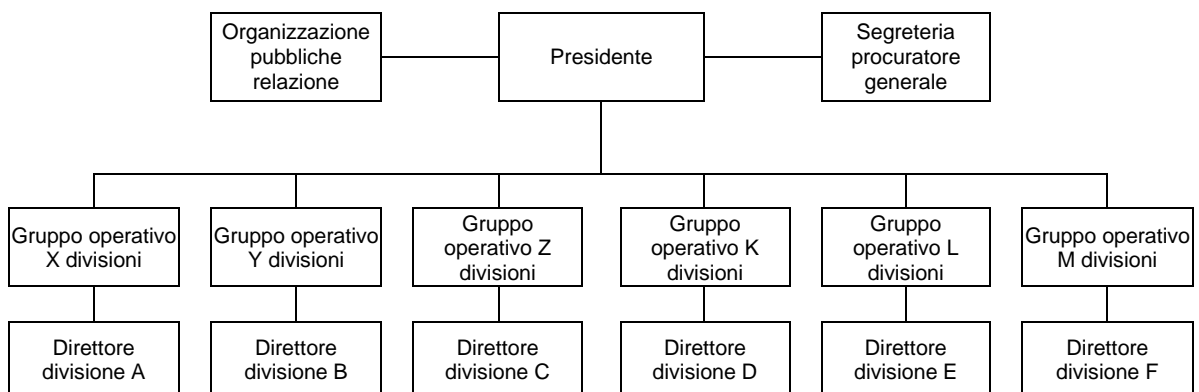 Organizzazione
pubbliche
relazione
Presidente
Segreteria
procuratore
generale
Gruppo operativo
X divisioni
Gruppo operativo
Y divisioni
Gruppo
operativo Z
divisioni
Gruppo
operativo K
divisioni
Gruppo
operativo L
divisioni
Gruppo operativo
M divisioni
Direttore
divisione A
Direttore
divisione B
Direttore
divisione C
Direttore
divisione D
Direttore
divisione E
Direttore
divisione F